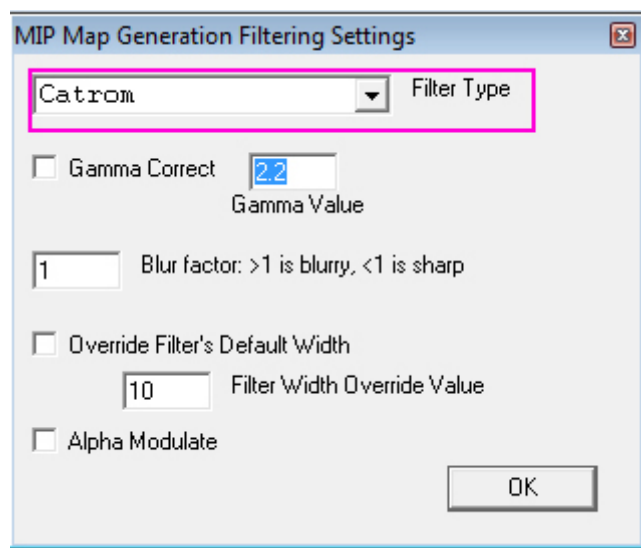 MIP Map Generation Filtering Settings
Catrom Filter Type
Gamma Correct 2.2
Gamma Value
1 Blur factor: >1 is blurry, <1 is sharp
Override Filter's Default Width
10 Filter Width Override Value
Alpha Modulate
OK